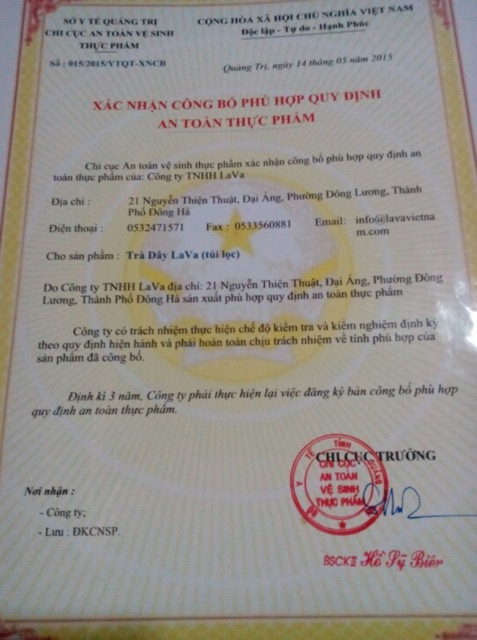 SỞ Y TẾ QUẢNG TRỊ
CHI CỤC AN TOÀN VỆ SINH
THỰC PHẨM
Số : 015/2015/YTQT-XNCB
CỘNG HÒA XÃ HỘI CHỦ NGHĨA VIỆT NAM
Độc lập - Tự do - Hạnh Phúc
Quảng Trị, ngày 14 tháng 05 năm 2015
XÁC NHẬN CÔNG BỐ PHÙ HỢP QUY ĐỊNH
AN TOÀN THỰC PHẨM
Chi cục An toàn vệ sinh thực phẩm xác nhận công bố phù hợp quy định an
toàn thực phẩm của: Công ty TNHH LaVa
Địa chỉ : 21 Nguyễn Thiện Thuật, Đại Áng, Phường Đông Lương, Thành
Phố Đông Hà
Điện thoại : 0532471571 Fax : 0533560881 Email: info@lavavietna
m.com
Cho sản phẩm : Trà Dây LaVa (túi lọc)
Do Công ty TNHH LaVa địa chỉ: 21 Nguyễn Thiện Thuật, Đại Áng, Phường Đông
Lương, Thành Phố Đông Hà sản xuất phù hợp quy định an toàn thực phẩm
Công ty có trách nhiệm thực hiện chế độ kiểm tra và kiểm nghiệm định kỳ
theo quy định hiện hành và phải hoàn toàn chịu trách nhiệm về tính phù hợp của
sản phẩm đã công bố.
Định kì 3 năm, Công ty phải thực hiện lại việc đăng ký bản công bố phù hợp
quy định an toàn thực phẩm.
CHI CỤC TRƯỞNG
CHI CỤC
AN TOÀN
VỆ SINH
THỰC PHẨM
Nơi nhận :
- Công ty;
- Lưu : ĐKCNSP.
BSCKII Hồ Sỹ Biên